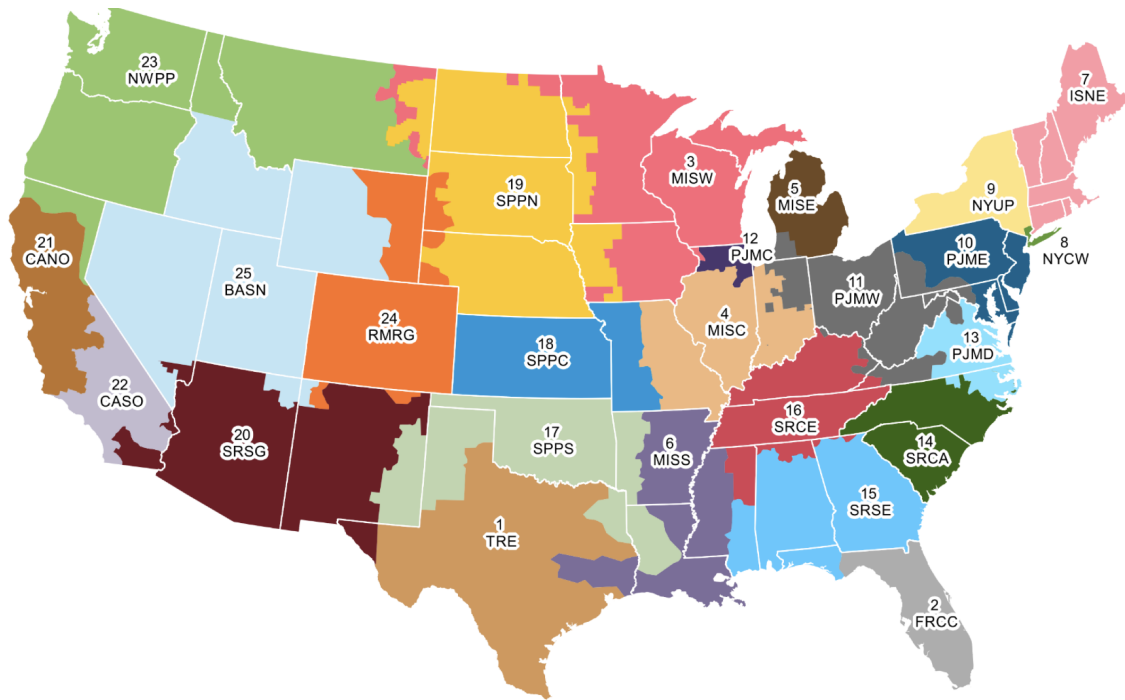 23
NWPP
7
ISNE
3
MISW
5
MISE
19
SPPN
9
NYUP
21
CANO
12
PJMC
10
PJME
8
NYCW
25
BASN
11
PJMW
24
RMRG
4
MISC
13
PJMD
18
SPPC
22
CASO
16
SRCE
20
SRSG
17
SPPS
6
MISS
14
SRCA
15
SRSE
1
TRE
2
FRCC